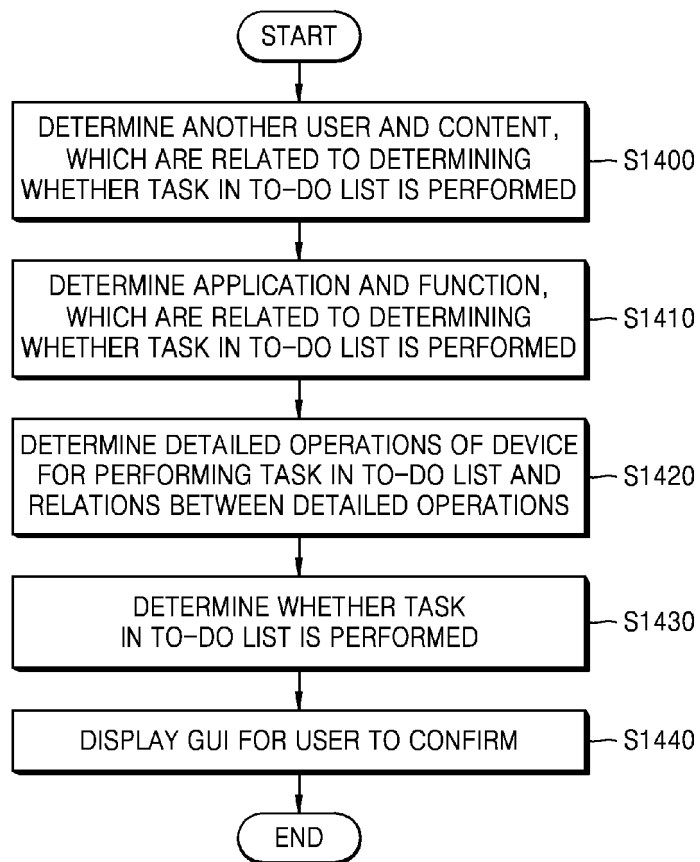 START
DETERMINE ANOTHER USER AND CONTENT,
WHICH ARE RELATED TO DETERMINING
WHETHER TASK IN TO-DO LIST IS PERFORMED
S1400
DETERMINE APPLICATION AND FUNCTION,
WHICH ARE RELATED TO DETERMINING
WHETHER TASK IN TO-DO LIST IS PERFORMED
S1410
DETERMINE DETAILED OPERATIONS OF DEVICE
FOR PERFORMING TASK IN TO-DO LIST AND
RELATIONS BETWEEN DETAILED OPERATIONS
S1420
DETERMINE WHETHER TASK
IN TO-DO LIST IS PERFORMED
S1430
DISPLAY GUI FOR USER TO CONFIRM
S1440
END